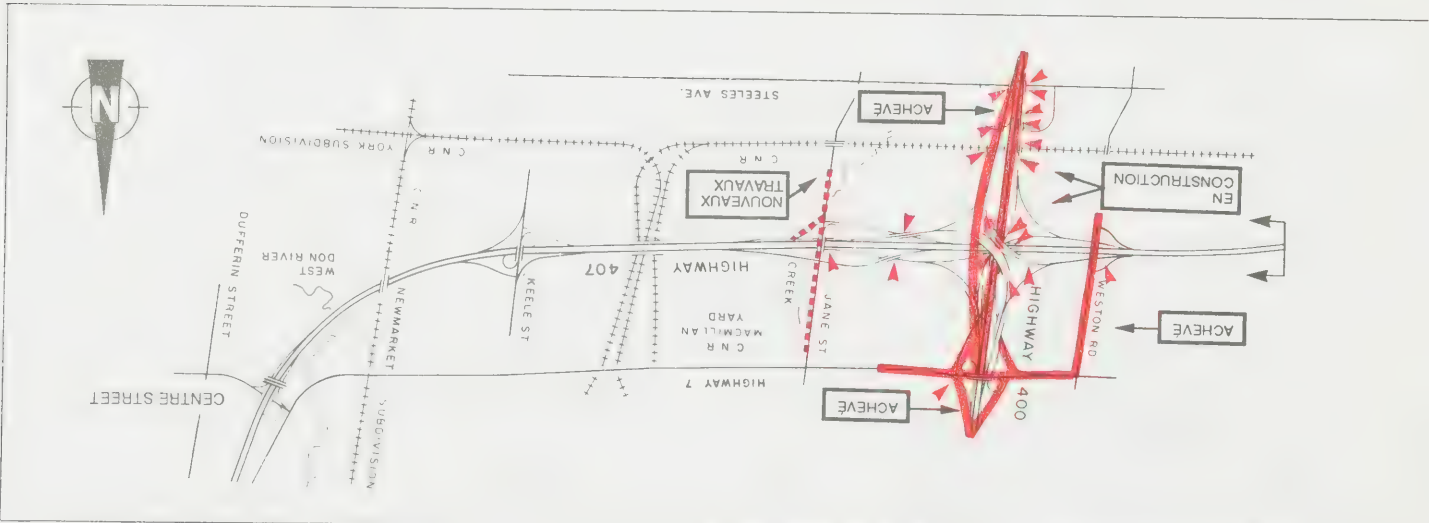 400
ACHEVÉ
HIGHWAY 7
CENTRE STREET
NEWMARKET
SUBDIVISION
ACHEVÉ
WESTON RD
HIGHWAY
JANE ST
C N R
MACMILLAN
YARD
CREEK
HIGHWAY
407
KEELE ST
WEST
DON RIVER
DUFFERIN STREET
EN
CONSTRUCTION
NOUVEAUX
TRAVAUX
C N R
C N R
C N R
YORK SUBDIVISION
ACHEVÉ
STEELES AVE.
N